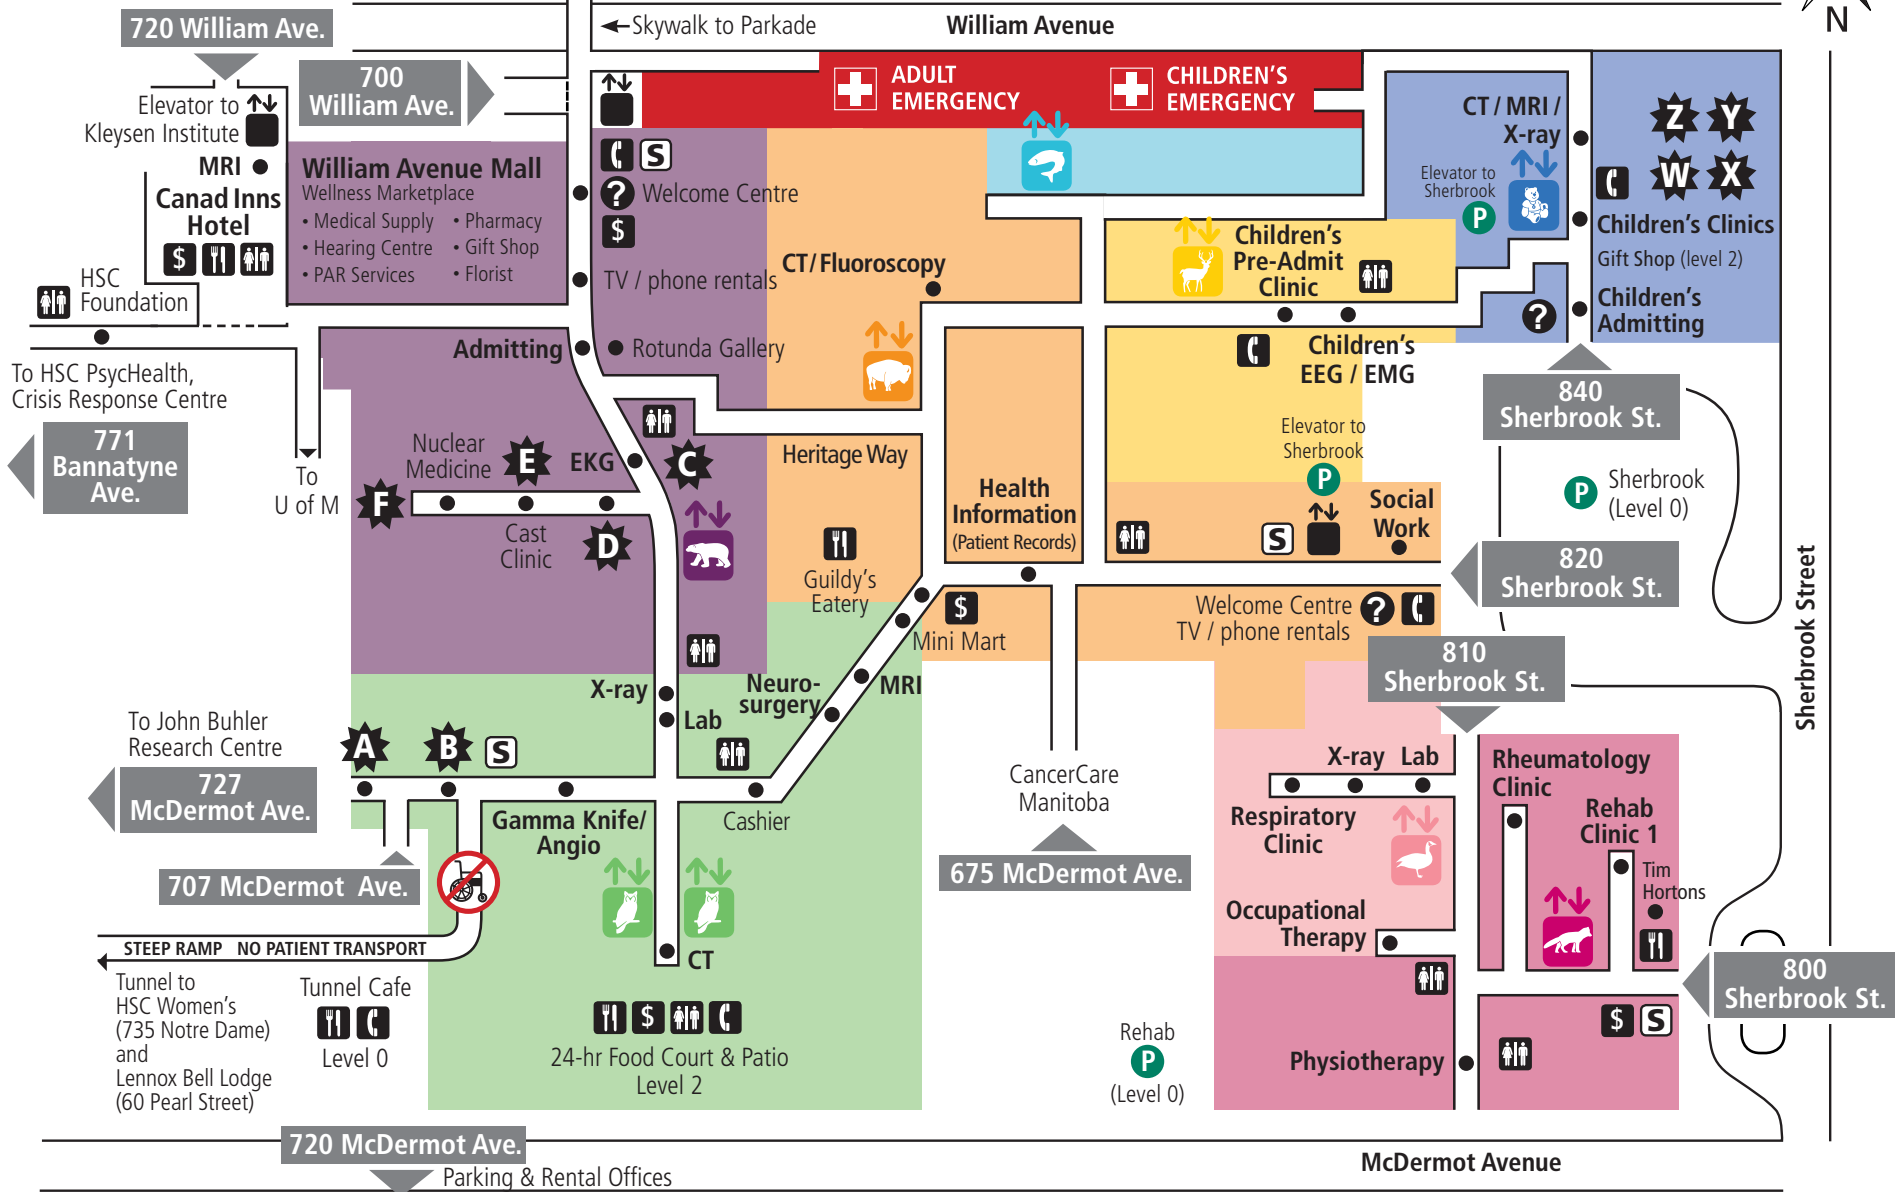 720 William Ave.
Skywalk to Parkade
William Avenue
N
700
William Ave.
Elevator to
Kleysen Institute
MRI
Canad Inns
Hotel
$
William Avenue Mall
Wellness Marketplace
• Medical Supply
• Hearing Centre
• PAR Services
• Pharmacy
• Gift Shop
• Florist
S
? Welcome Centre
$
TV / phone rentals
ADULT
EMERGENCY
CHILDREN'S
EMERGENCY
CT / MRI /
X-ray
Elevator to
Sherbrook
P
Z Y
W X
Children's Clinics
Gift Shop (level 2)
Children's
Admitting
?
CT/Fluoroscopy
Children's
Pre-Admit
Clinic
Children's
EEG / EMG
HSC
Foundation
To HSC PsycHealth,
Crisis Response Centre
771
Bannatyne
Ave.
To
U of M
Admitting
Rotunda Gallery
Nuclear
Medicine
E
EKG
C
F
Cast
Clinic
D
Heritage Way
Guildy's
Eatery
Health
Information
(Patient Records)
$
Mini Mart
Elevator to
Sherbrook
P
S
Social
Work
840
Sherbrook St.
P
Sherbrook
(Level 0)
820
Sherbrook St.
Welcome Centre ?
TV / phone rentals
810
Sherbrook St.
Sherbrook Street
X-ray
Lab
Neuro-
surgery
MRI
To John Buhler
Research Centre
727
McDermot Ave.
A
B
S
Gamma Knife/
Angio
Cashier
707 McDermot Ave.
CT
STEEP RAMP NO PATIENT TRANSPORT
Tunnel to
HSC Women's
(735 Notre Dame)
and
Lennox Bell Lodge
(60 Pearl Street)
Tunnel Cafe
Level 0
$
24-hr Food Court & Patio
Level 2
CancerCare
Manitoba
675 McDermot Ave.
X-ray Lab
Respiratory
Clinic
Occupational
Therapy
Rheumatology
Clinic
Rehab
Clinic 1
Tim
Hortons
800
Sherbrook St.
$ S
Physiotherapy
Rehab
P
(Level 0)
720 McDermot Ave.
Parking & Rental Offices
McDermot Avenue